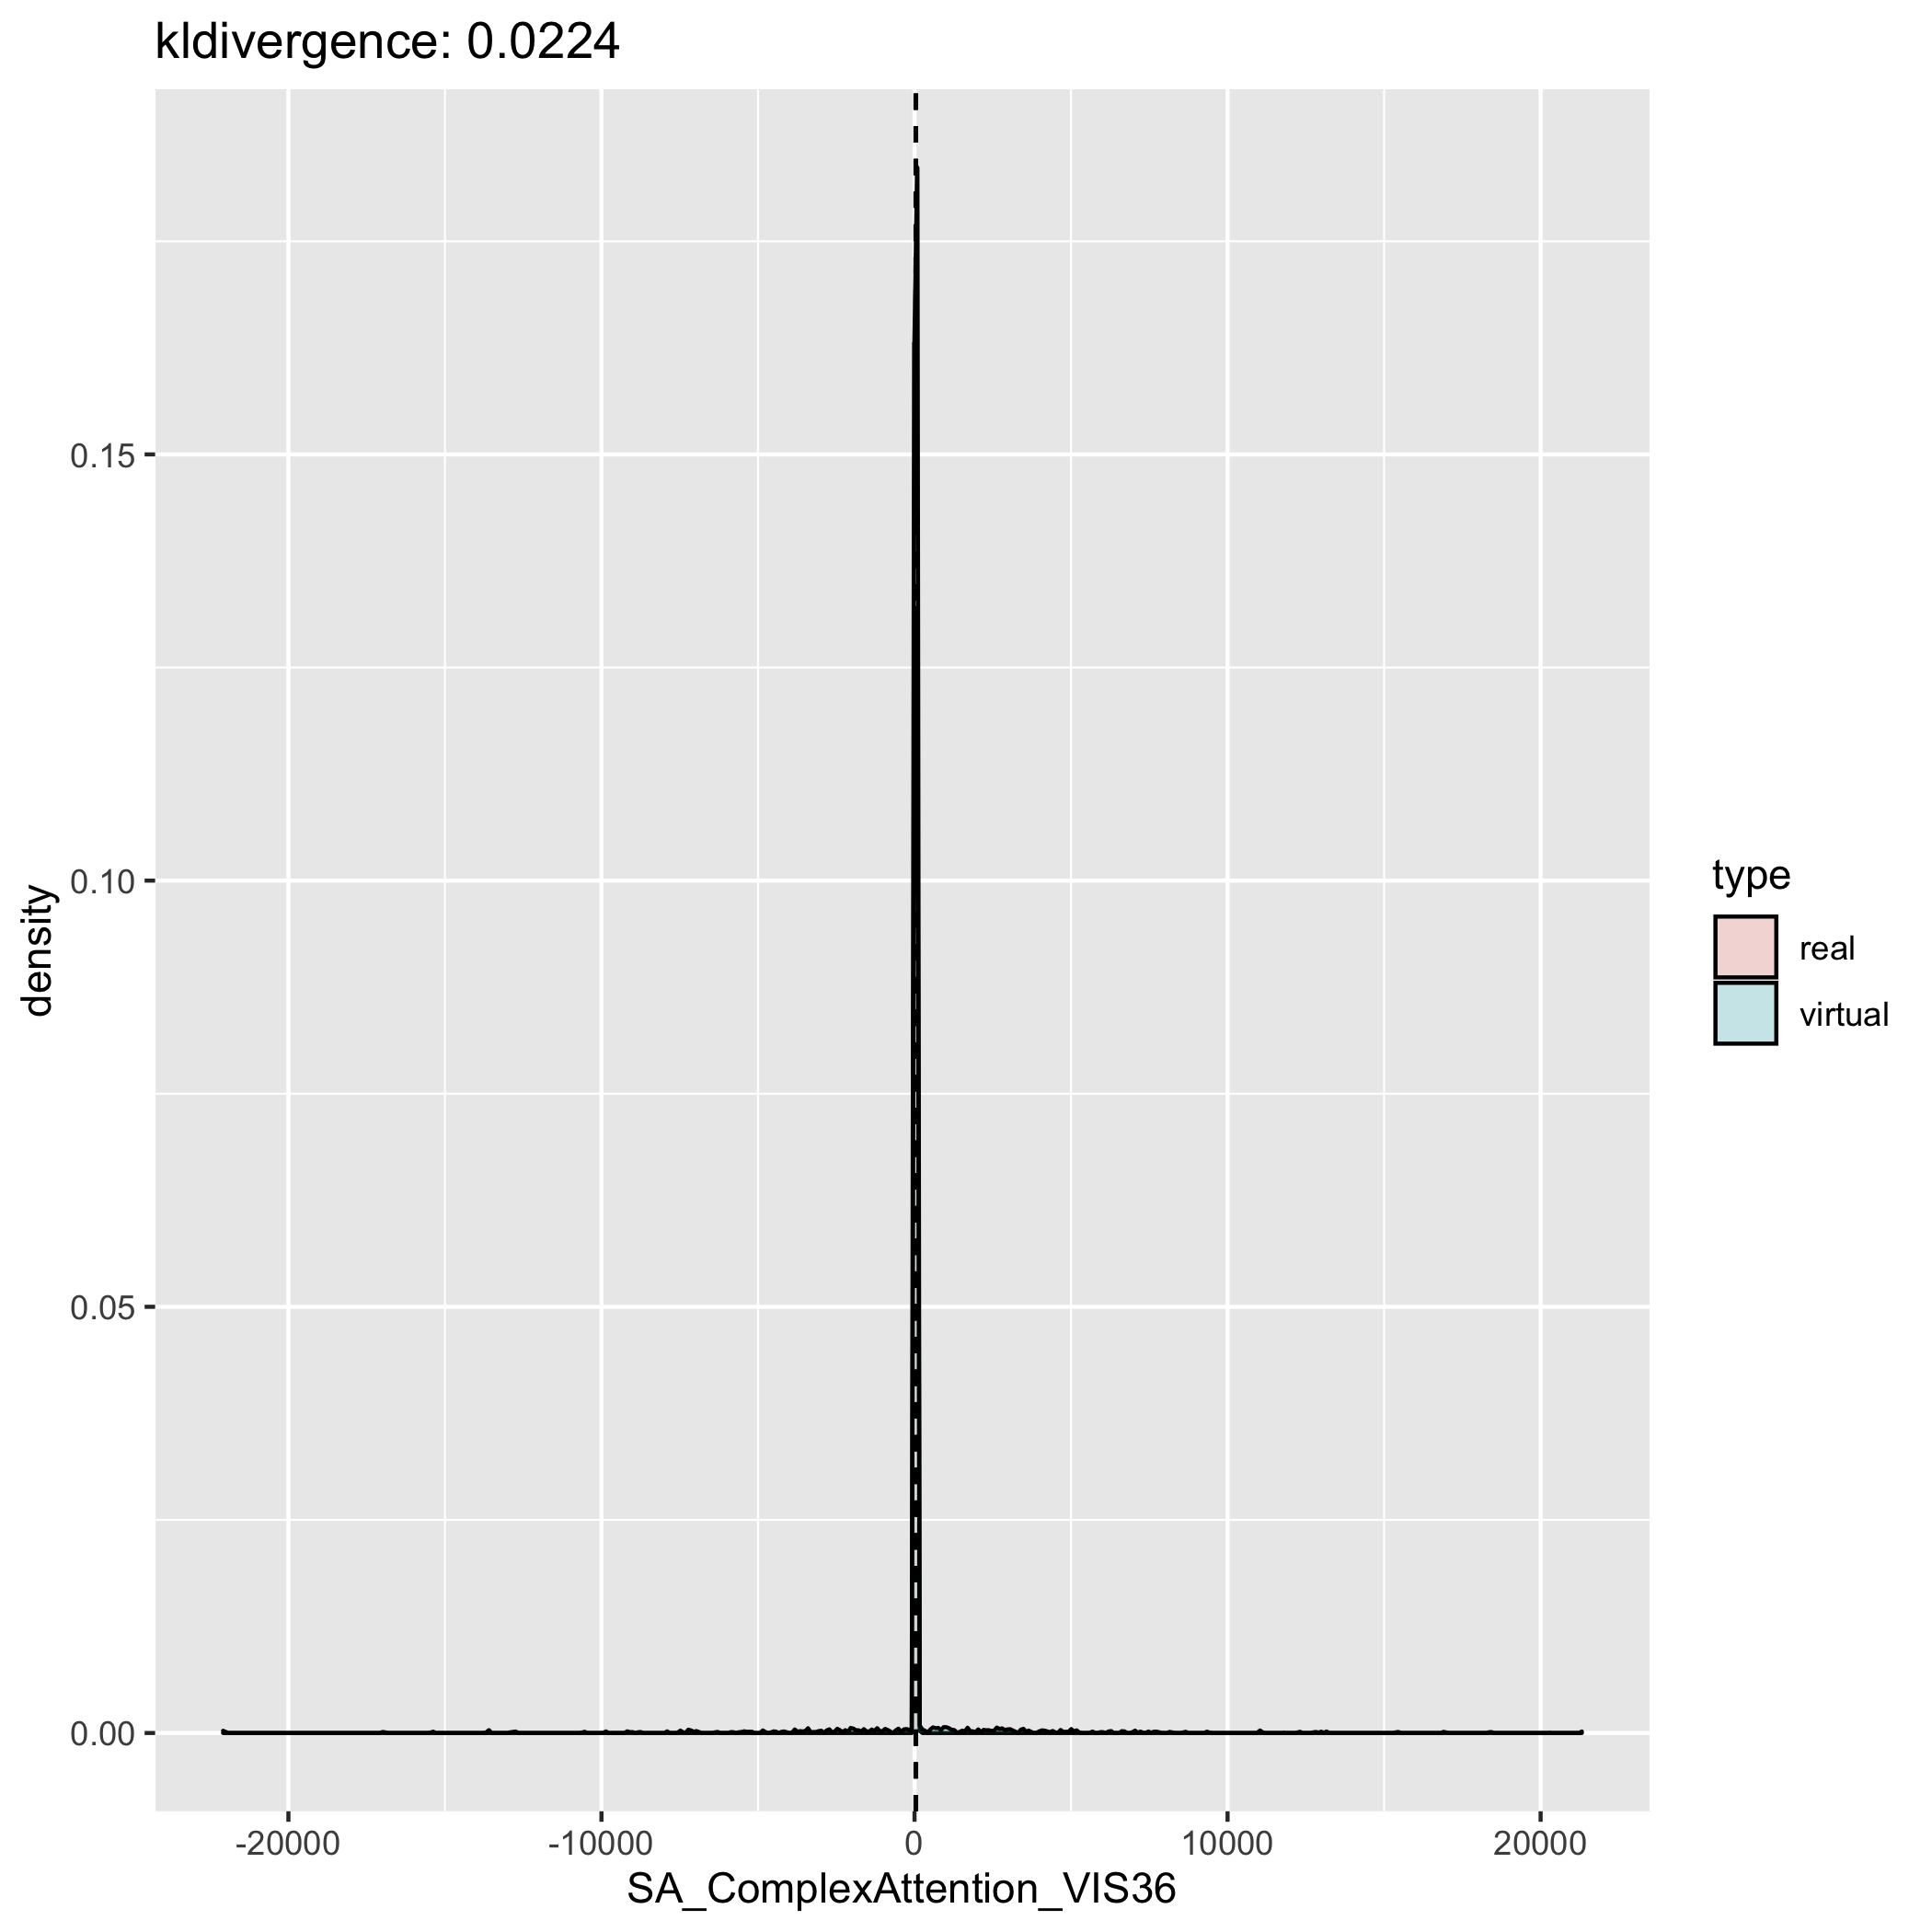 kldivergence: 0.0224
density
0.15
0.10
0.05
0.00
-20000
-10000
0
10000
20000
SA_ComplexAttention_VIS36
type
real
virtual